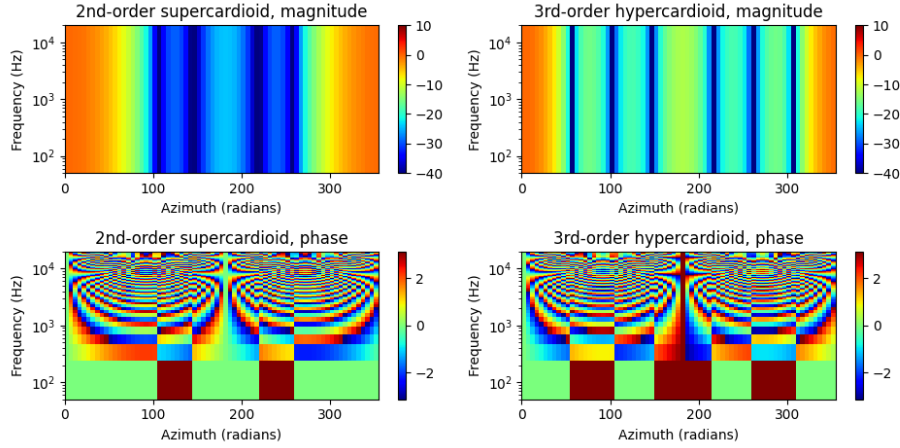 2nd-order supercardioid, magnitude
Frequency (Hz)
10⁴
10³
10²
0 100 200 300
Azimuth (radians)
10
0
−10
−20
−30
−40
3rd-order hypercardioid, magnitude
Frequency (Hz)
10⁴
10³
10²
0 100 200 300
Azimuth (radians)
10
0
−10
−20
−30
−40
2nd-order supercardioid, phase
Frequency (Hz)
10⁴
10³
10²
0 100 200 300
Azimuth (radians)
2
0
−2
3rd-order hypercardioid, phase
Frequency (Hz)
10⁴
10³
10²
0 100 200 300
Azimuth (radians)
2
0
−2